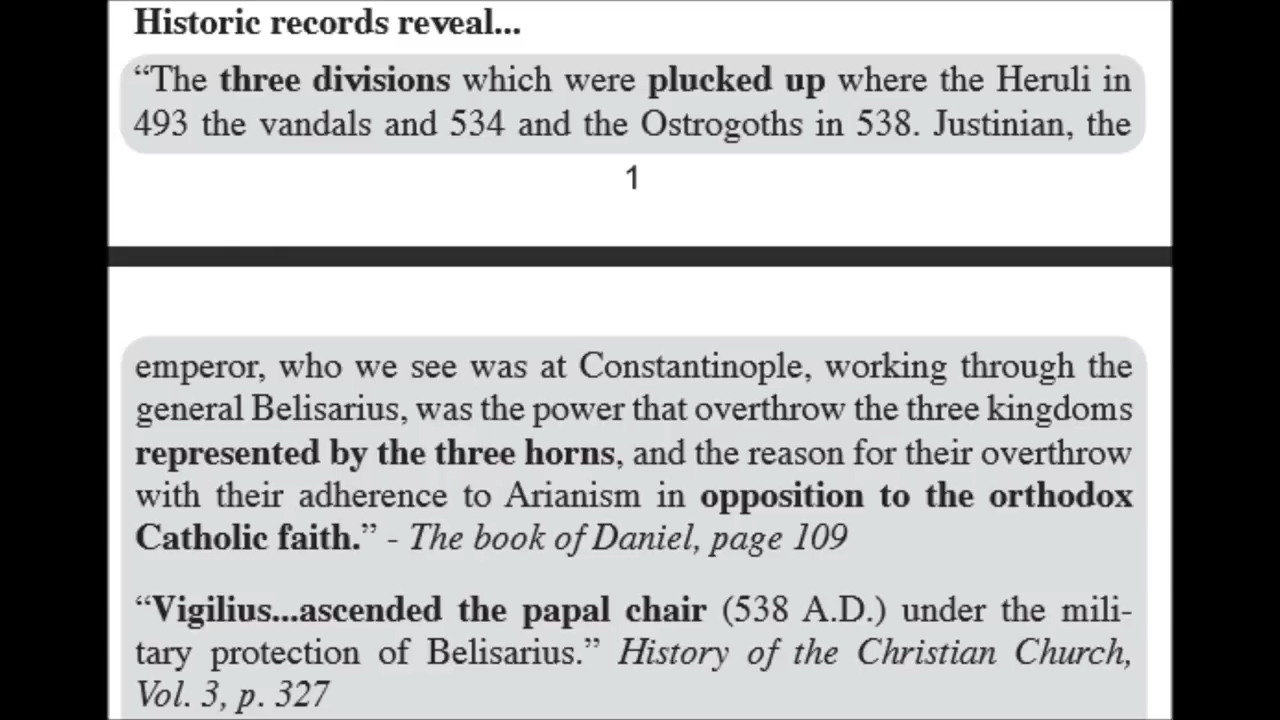 Historic records reveal...
“The three divisions which were plucked up where the Heruli in
493 the vandals and 534 and the Ostrogoths in 538. Justinian, the
1
emperor, who we see was at Constantinople, working through the
general Belisarius, was the power that overthrow the three kingdoms
represented by the three horns, and the reason for their overthrow
with their adherence to Arianism in opposition to the orthodox
Catholic faith.” - The book of Daniel, page 109
“Vigilius...ascended the papal chair (538 A.D.) under the mili-
tary protection of Belisarius.” History of the Christian Church,
Vol. 3, p. 327